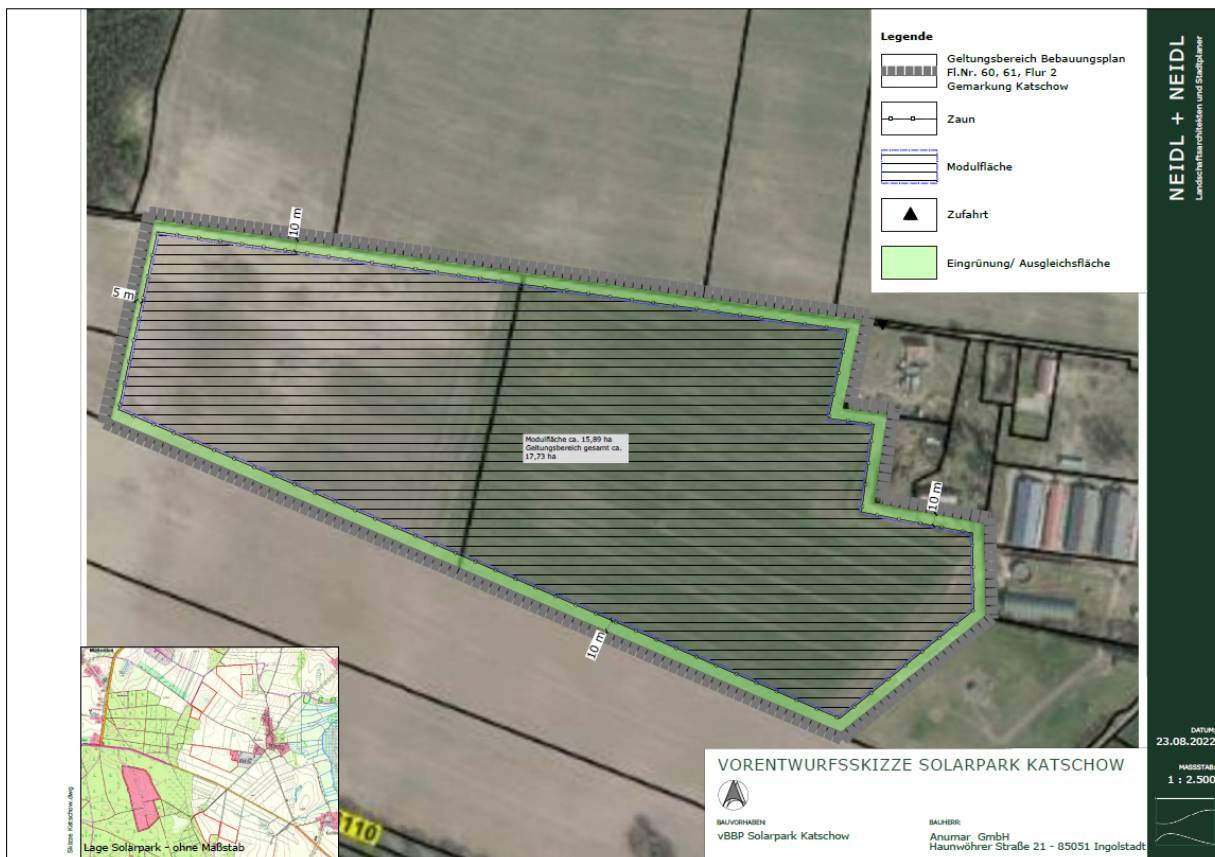 Legende
Geltungsbereich Bebauungsplan
Fl.Nr. 60, 61, Flur 2
Gemarkung Katschow
Zaun
Modulfläche
Zufahrt
Eingrünung/ Ausgleichsfläche
NEIDL + NEIDL
Landschaftsarchitekten und Stadtplaner
10 m
5 m
Modulfläche ca. 15,89 ha
Geltungsbereich gesamt ca.
17,73 ha
10 m
10 m
110
Lage Solarpark - ohne Maßstab
Skizze Katschow.dwg
VORENTWURFSSKIZZE SOLARPARK KATSCHOW
BAUVORHABEN:
vBBP Solarpark Katschow
BAUHERR:
Anumar GmbH
Haunwöhrer Straße 21 - 85051 Ingolstadt
DATUM:
23.08.2022
MASSSTAB:
1 : 2.500